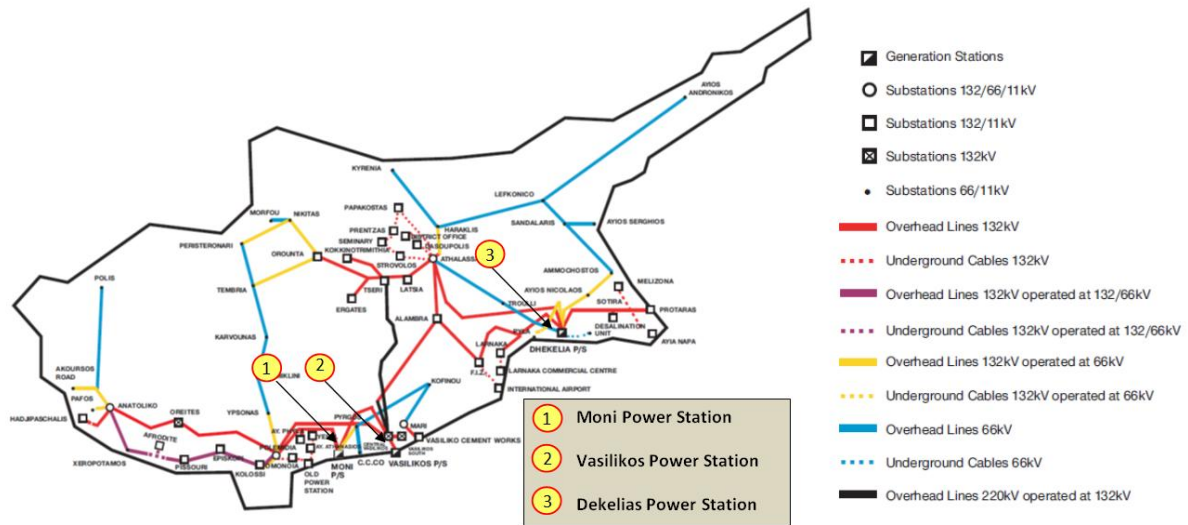 AYIOS
ANDRONIKOS
KYRENIA
LEFKONICO
PAPAKOSTAS
MORFOU
NIKITAS
HARAKLIS
SANDALARIS
AYIOS SERGHIOS
PRENTZAS
DISTRICT OFFICE
SEMINARY
DASOUPOLIS
PERISTERONARI
OROUNTA
KOKKINOTRIMITHIA
STROVOLOS
ATHALASSA
3
AMMOCHOSTOS
MELIZONA
POLIS
TEMBRIA
TSERI
LATSIA
AYIOS NICOLAOS
ERGATES
TROULLI
SOTIRA
PROTARAS
ALAMBRA
DESALINATION
UNIT
KARVOUNAS
LARNAKA
DHEKELIA P/S
AYIA NAPA
1
2
F.I.Z.
LARNAKA COMMERCIAL CENTRE
AKOURSOS
ROAD
KOFINOU
INTERNATIONAL AIRPORT
PAFOS
ANATOLIKO
YPSONAS
PYRGOS
HADJIPASCHALIS
OREITES
MARI
AFRODITE
POLEMIDIA
VASILIKO CEMENT WORKS
EPISKOPI
OMONOIA
VASILIKOS
SOUTH
XEROPOTAMOS
PISSOURI
KOLOSSI
OLD
POWER
STATION
MONI
P/S
C.C.CO
VASILIKOS P/S
1 Moni Power Station
2 Vasilikos Power Station
3 Dekelias Power Station
Generation Stations
Substations 132/66/11kV
Substations 132/11kV
Substations 132kV
Substations 66/11kV
Overhead Lines 132kV
Underground Cables 132kV
Overhead Lines 132kV operated at 132/66kV
Underground Cables 132kV operated at 132/66kV
Overhead Lines 132kV operated at 66kV
Underground Cables 132kV operated at 66kV
Overhead Lines 66kV
Underground Cables 66kV
Overhead Lines 220kV operated at 132kV